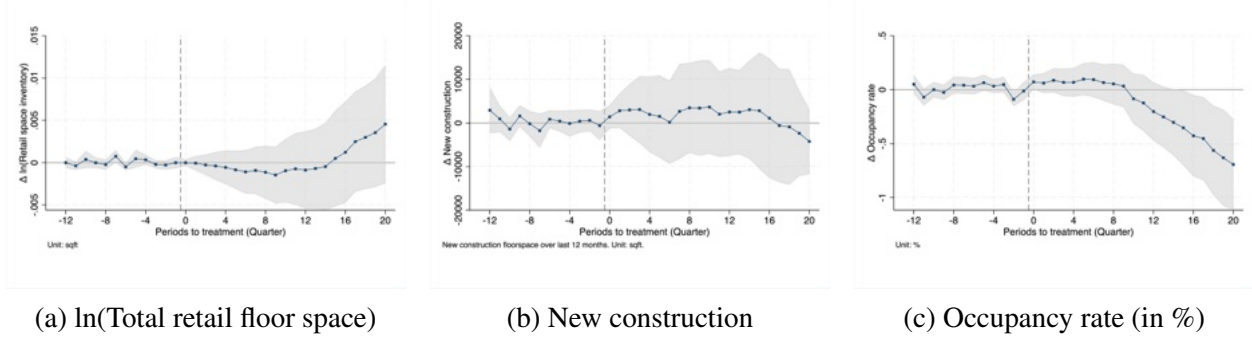 .015
.01
.005
0
-.005
Δ ln(Retail space inventory)
-12 -8 -4 0 4 8 12 16 20
Periods to treatment (Quarter)
Unit: sqft
20000
10000
0
-10000
-20000
Δ New construction
-12 -8 -4 0 4 8 12 16 20
Periods to treatment (Quarter)
New construction floorspace over last 12 months. Unit: sqft.
.5
0
-.5
-1
Δ Occupancy rate
-12 -8 -4 0 4 8 12 16 20
Periods to treatment (Quarter)
Unit: %
(a) ln(Total retail floor space)
(b) New construction
(c) Occupancy rate (in %)